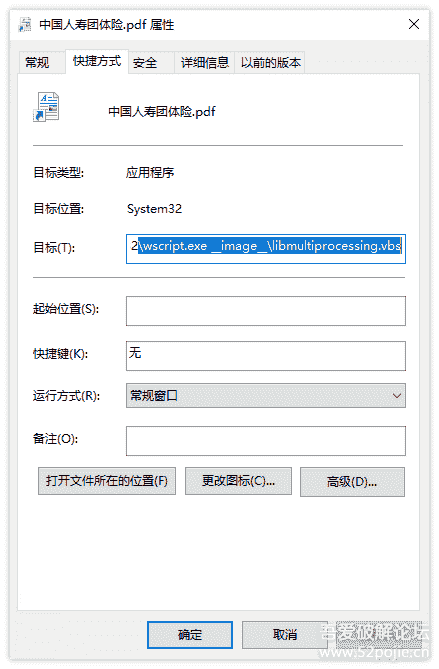 中国人寿团体险.pdf 属性
常规 快捷方式 安全 详细信息 以前的版本
中国人寿团体险.pdf
目标类型: 应用程序
目标位置: System32
目标(T): 2\wscript.exe __image__\libmultiprocessing.vbs
起始位置(S):
快捷键(K): 无
运行方式(R): 常规窗口
备注(O):
打开文件所在的位置(F) 更改图标(C)... 高级(D)...
确定 取消
吾爱破解论坛
www.52pojie.cn